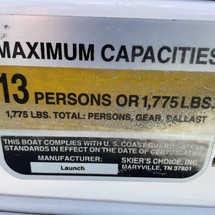 MAXIMUM CAPACITIES
13 PERSONS OR 1,775 LBS.
1,775 LBS. TOTAL: PERSONS, GEAR, BALLAST
THIS BOAT COMPLIES WITH U. S. COAST GUARD SAFETY
STANDARDS IN EFFECT ON THE DATE OF CERTIFICATION
MANUFACTURER: SKIER'S CHOICE, INC.
Launch MARYVILLE, TN 37801